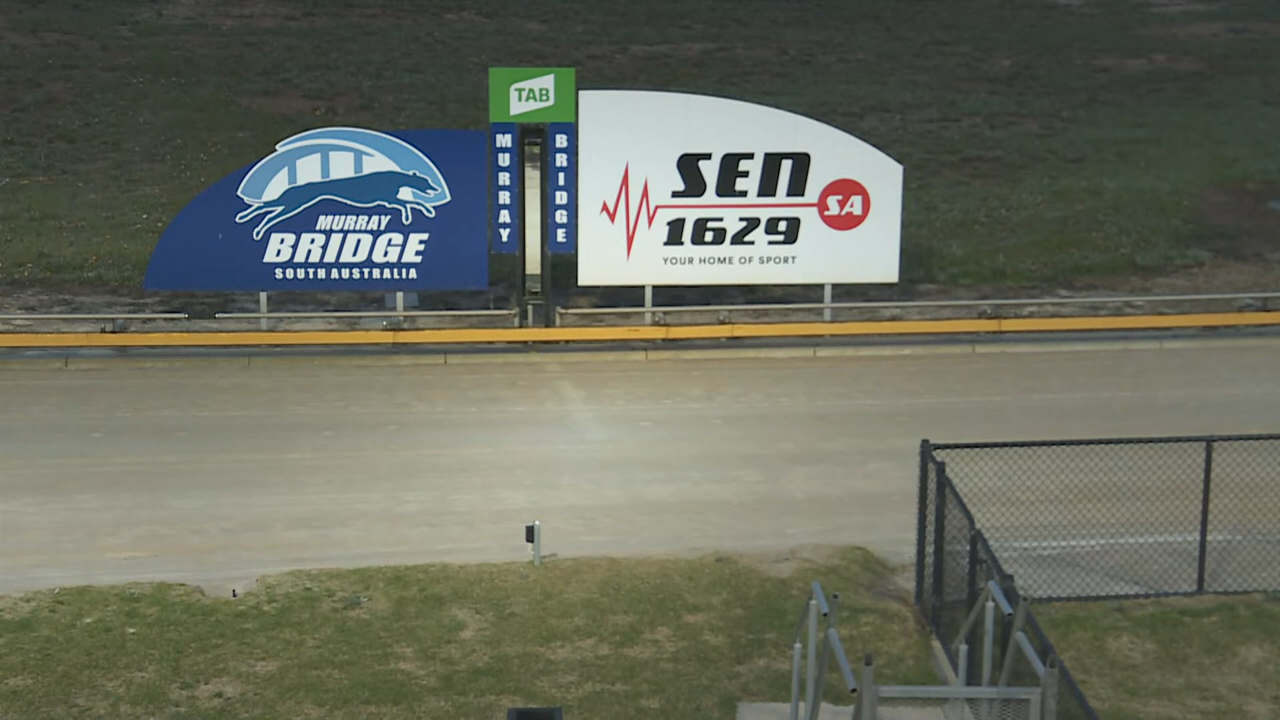 TAB
MURRAY
BRIDGE
MURRAY
BRIDGE
SOUTH AUSTRALIA
SEN
SA
1629
YOUR HOME OF SPORT